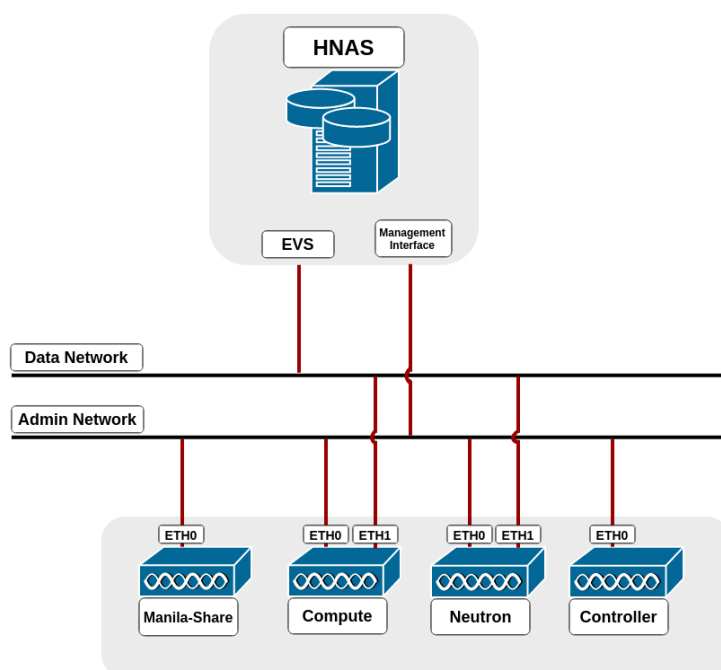 HNAS
EVS
Management
Interface
Data Network
Admin Network
ETH0
ETH0
ETH1
ETH0
ETH1
ETH0
Manila-Share
Compute
Neutron
Controller